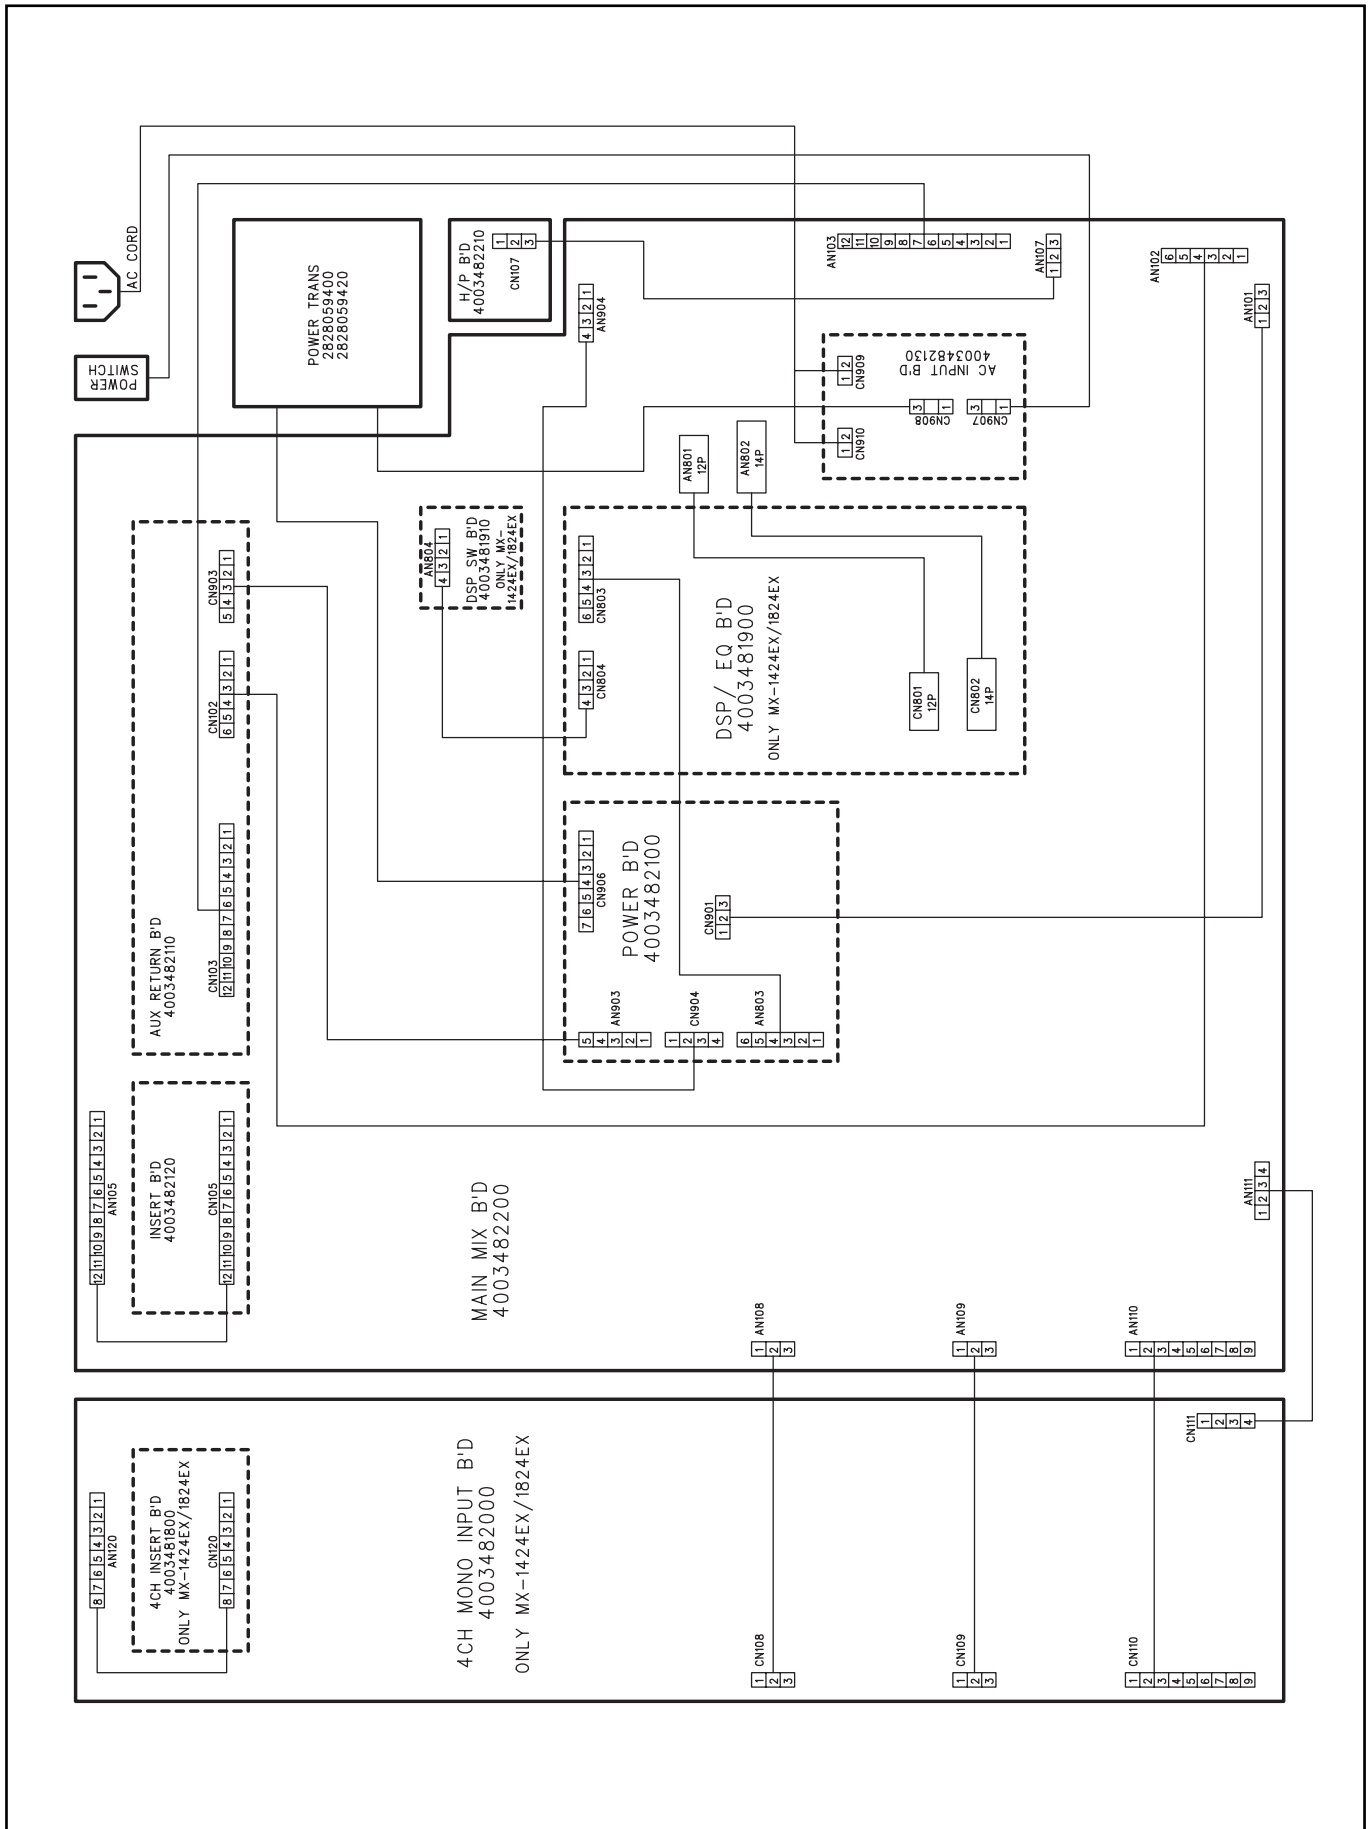 AC CORD
POWER
SWITCH
POWER TRANS
2828059400
2828059420
H/P B'D
4003482210
CN107
1 2 3
AN103
12 11 10 9 8 7 6 5 4 3 2 1
AN107
1 2 3
AN102
6 5 4 3 2 1
AN904
4 3 2 1
AN101
1 2 3
AC INPUT B'D
4003482130
CN909
1 2
CN910
1 2
CN908
3 1
CN907
3 1
AN801
12P
AN802
14P
AN804
4 3 2 1
DSP SW B'D
4003481910
ONLY MX-
1424EX/1824EX
CN903
5 4 3 2 1
CN102
6 5 4 3 2 1
CN103
12 11 10 9 8 7 6 5 4 3 2 1
AUX RETURN B'D
4003482110
6 5 4 3 2 1
CN803
4 3 2 1
CN804
DSP/ EQ B'D
4003481900
ONLY MX-1424EX/1824EX
CN801
12P
CN802
14P
7 6 5 4 3 2 1
CN906
POWER B'D
4003482100
CN901
1 2 3
AN903
5 4 3 2 1
CN904
1 2 3 4
AN803
6 5 4 3 2 1
12 11 10 9 8 7 6 5 4 3 2 1
AN105
INSERT B'D
4003482120
CN105
12 11 10 9 8 7 6 5 4 3 2 1
MAIN MIX B'D
4003482200
AN111
1 2 3 4
AN108
1 2 3
AN109
1 2 3
AN110
1 2 3 4 5 6 7 8 9
CN111
1 2 3 4
8 7 6 5 4 3 2 1
AN120
4CH INSERT B'D
4003481800
ONLY MX-1424EX/1824EX
CN120
8 7 6 5 4 3 2 1
4CH MONO INPUT B'D
4003482000
ONLY MX-1424EX/1824EX
CN108
1 2 3
CN109
1 2 3
CN110
1 2 3 4 5 6 7 8 9